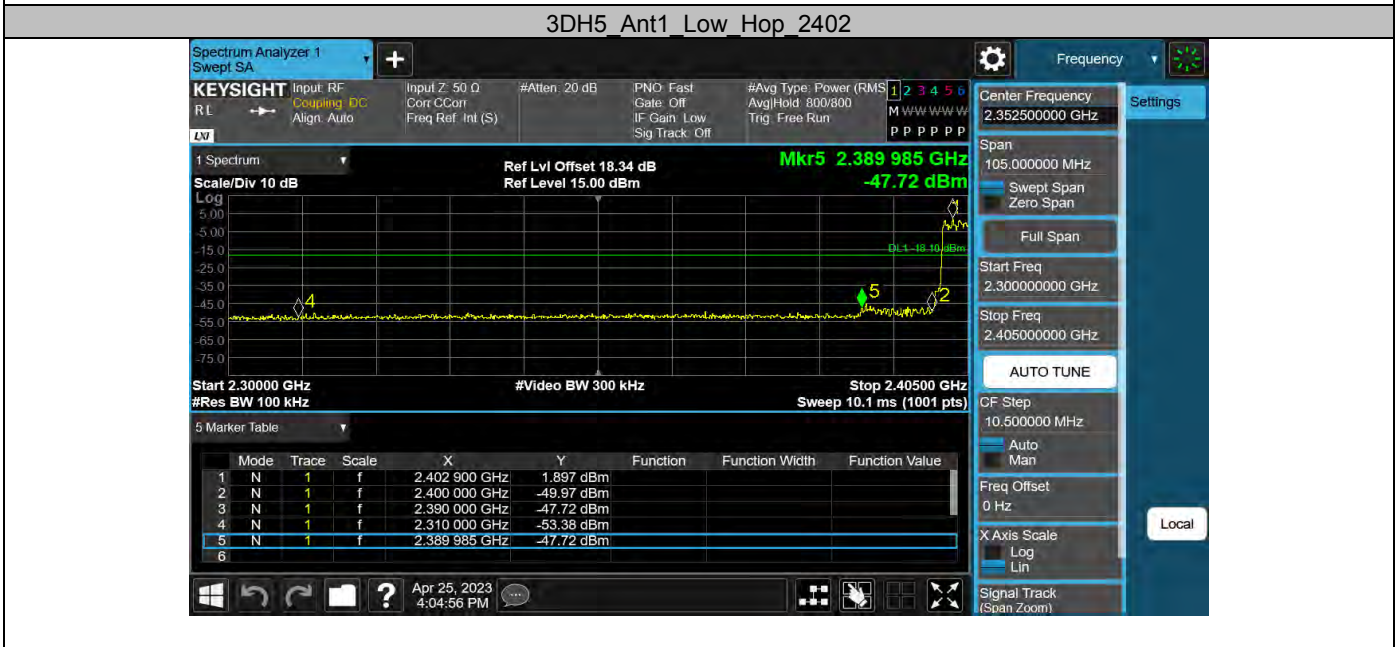 3DH5_Ant1_Low_Hop_2402
Spectrum Analyzer 1
Swept SA
+
Frequency
KEYSIGHT
RL
LXI
Input: RF
Coupling: DC
Align: Auto
Input Z: 50 Ω
Corr CCorr
Freq Ref: Int (S)
#Atten: 20 dB
PNO: Fast
Gate: Off
IF Gain: Low
Sig Track: Off
#Avg Type: Power (RMS
Avg|Hold: 800/800
Trig: Free Run
1 2 3 4 5 6
M W W W W W
P P P P P P
Center Frequency
2.352500000 GHz
Settings
1 Spectrum
Scale/Div 10 dB
Ref Lvl Offset 18.34 dB
Ref Level 15.00 dBm
Mkr5 2.389 985 GHz
-47.72 dBm
Span
105.000000 MHz
Swept Span
Zero Span
Full Span
Log
5.00
-5.00
-15.0
-25.0
-35.0
-45.0
-55.0
-65.0
-75.0
DL1 -18.10 dBm
4
5
2
Start Freq
2.300000000 GHz
Stop Freq
2.405000000 GHz
AUTO TUNE
Start 2.30000 GHz
#Res BW 100 kHz
#Video BW 300 kHz
Stop 2.40500 GHz
Sweep 10.1 ms (1001 pts)
CF Step
10.500000 MHz
Auto
Man
5 Marker Table
Mode Trace Scale X Y Function Function Width Function Value
1 N 1 f 2.402 900 GHz 1.897 dBm
2 N 1 f 2.400 000 GHz -49.97 dBm
3 N 1 f 2.390 000 GHz -47.72 dBm
4 N 1 f 2.310 000 GHz -53.38 dBm
5 N 1 f 2.389 985 GHz -47.72 dBm
6
Freq Offset
0 Hz
X Axis Scale
Log
Lin
Local
Signal Track
(Span Zoom)
?
Apr 25, 2023
4:04:56 PM